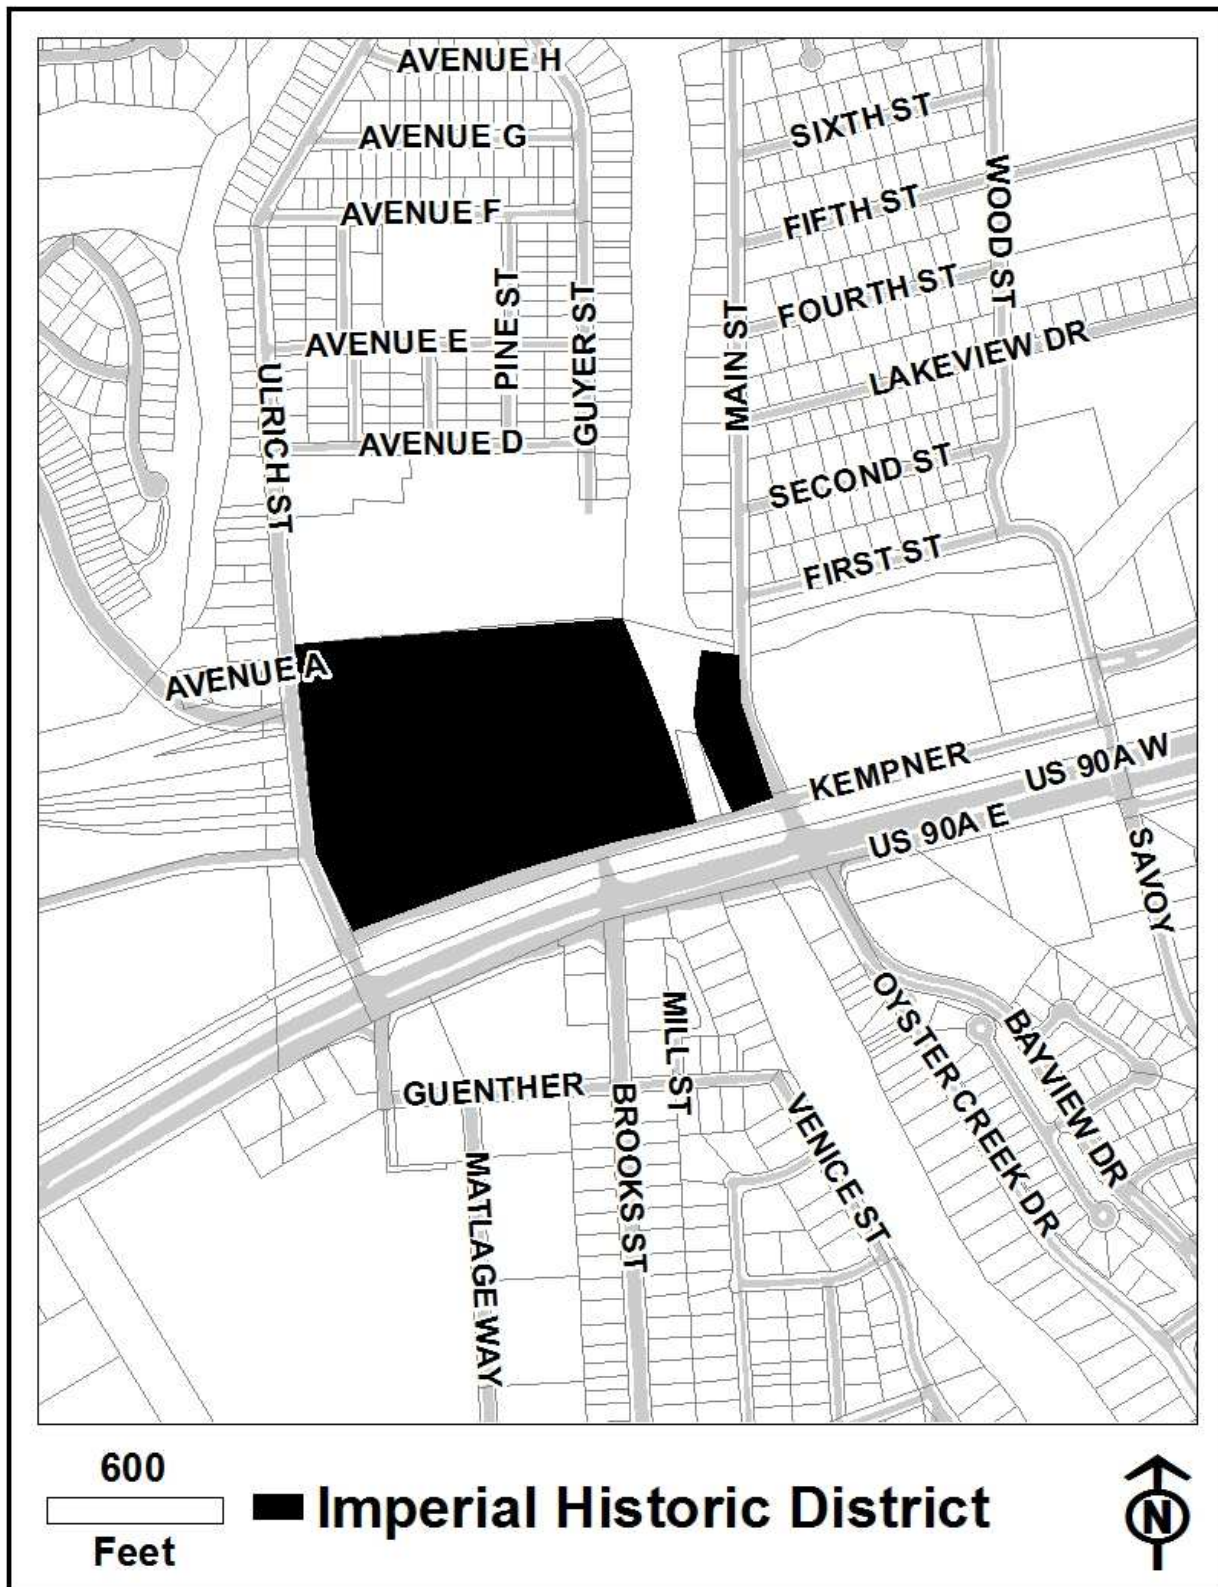 AVENUE H
AVENUE G
SIXTH ST
AVENUE F
FIFTH ST
WOOD ST
PINE ST
GUYER ST
FOURTH ST
MAIN ST
AVENUE E
LAKEVIEW DR
ULRICH ST
AVENUE D
SECOND ST
FIRST ST
AVENUE A
KEMPNER
US 90A W
US 90A E
SAVOY
OYSTER CREEK DR
BAYVIEW DR
MILL ST
GUENTHER
BROOKS ST
VENICE ST
MATLAGE WAY
600
Feet
Imperial Historic District
N